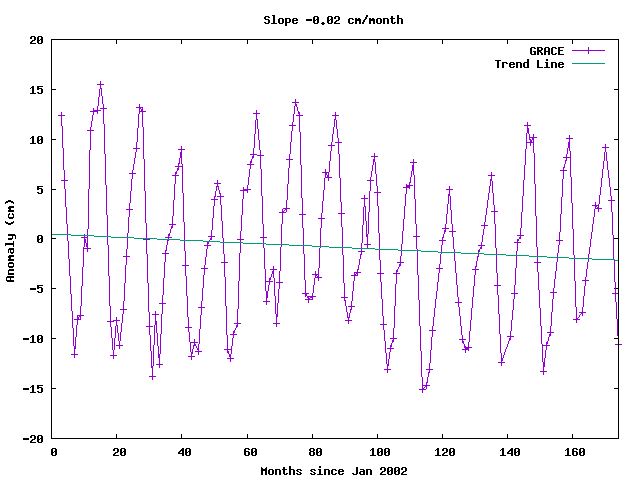 Slope -0.02 cm/month
GRACE
Trend Line
20
15
10
5
0
-5
-10
-15
-20
Anomaly (cm)
0 20 40 60 80 100 120 140 160
Months since Jan 2002